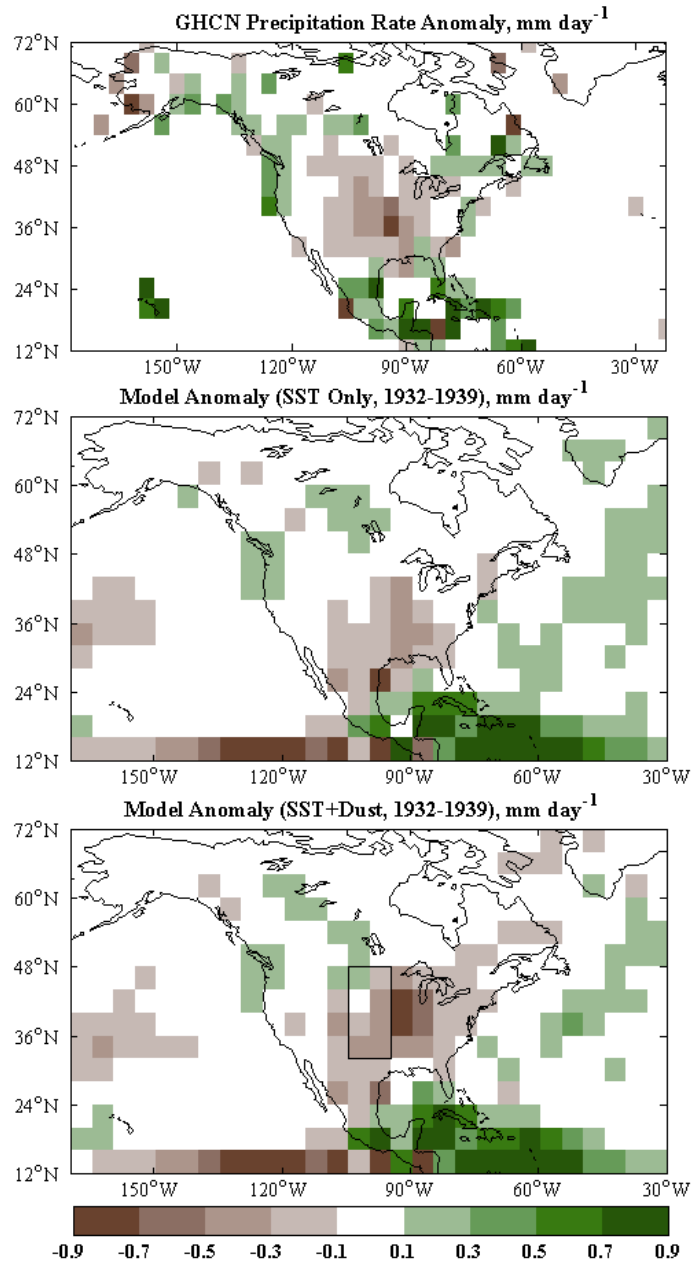 GHCN Precipitation Rate Anomaly, mm day-1
72°N
60°N
48°N
36°N
24°N
12°N
150°W 120°W 90°W 60°W 30°W
Model Anomaly (SST Only, 1932-1939), mm day-1
72°N
60°N
48°N
36°N
24°N
12°N
150°W 120°W 90°W 60°W 30°W
Model Anomaly (SST+Dust, 1932-1939), mm day-1
72°N
60°N
48°N
36°N
24°N
12°N
150°W 120°W 90°W 60°W 30°W
-0.9 -0.7 -0.5 -0.3 -0.1 0.1 0.3 0.5 0.7 0.9